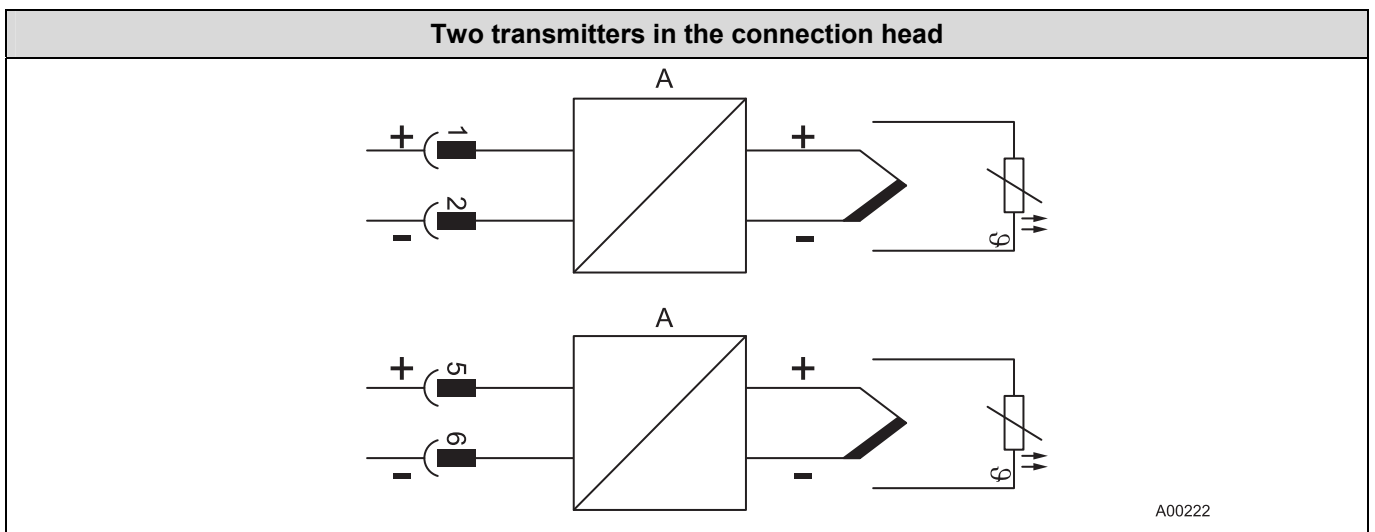 Two transmitters in the connection head
A
+ 1 +
- 2 -
ϑ
A
+ 5 +
- 6 -
ϑ
A00222